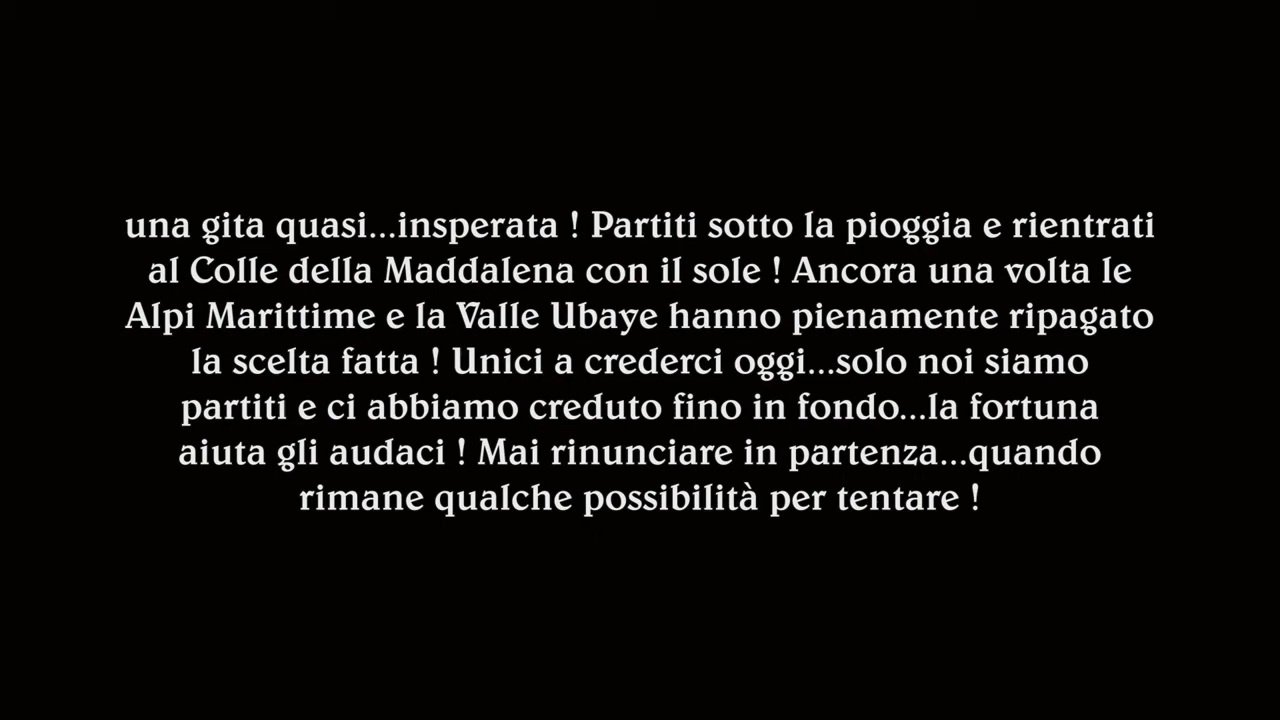 una gita quasi...insperata ! Partiti sotto la pioggia e rientrati
al Colle della Maddalena con il sole ! Ancora una volta le
Alpi Marittime e la Valle Ubaye hanno pienamente ripagato
la scelta fatta ! Unici a crederci oggi...solo noi siamo
partiti e ci abbiamo creduto fino in fondo...la fortuna
aiuta gli audaci ! Mai rinunciare in partenza...quando
rimane qualche possibilità per tentare !